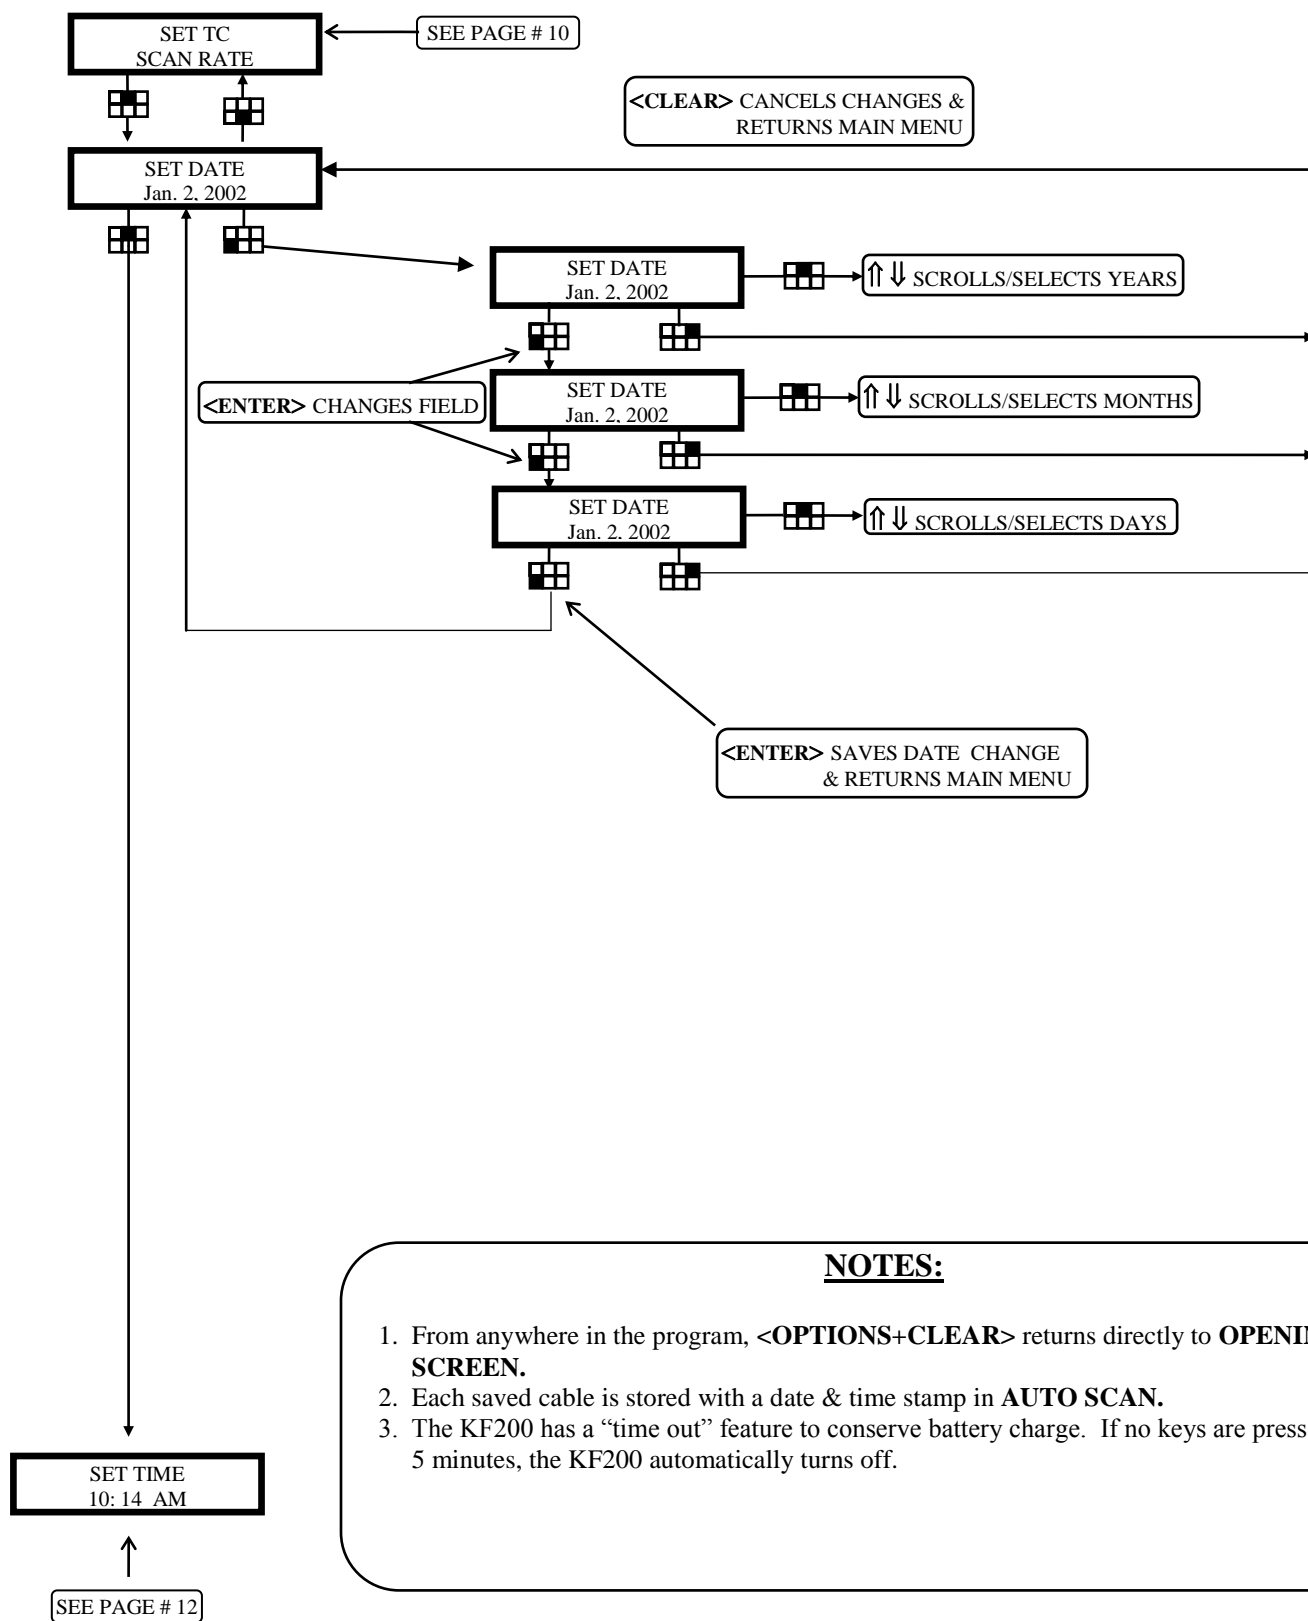 SET TC
SCAN RATE
SEE PAGE # 10
<CLEAR> CANCELS CHANGES &
RETURNS MAIN MENU
SET DATE
Jan. 2, 2002
SET DATE
Jan. 2, 2002
⇑ ⇓ SCROLLS/SELECTS YEARS
<ENTER> CHANGES FIELD
SET DATE
Jan. 2, 2002
⇑ ⇓ SCROLLS/SELECTS MONTHS
SET DATE
Jan. 2, 2002
⇑ ⇓ SCROLLS/SELECTS DAYS
<ENTER> SAVES DATE CHANGE
& RETURNS MAIN MENU
NOTES:
1. From anywhere in the program, <OPTIONS+CLEAR> returns directly to
SCREEN.
2. Each saved cable is stored with a date & time stamp in AUTO SCAN.
3. The KF200 has a “time out” feature to conserve battery charge. If no keys are press
5 minutes, the KF200 automatically turns off.
SET TIME
10: 14 AM
SEE PAGE # 12